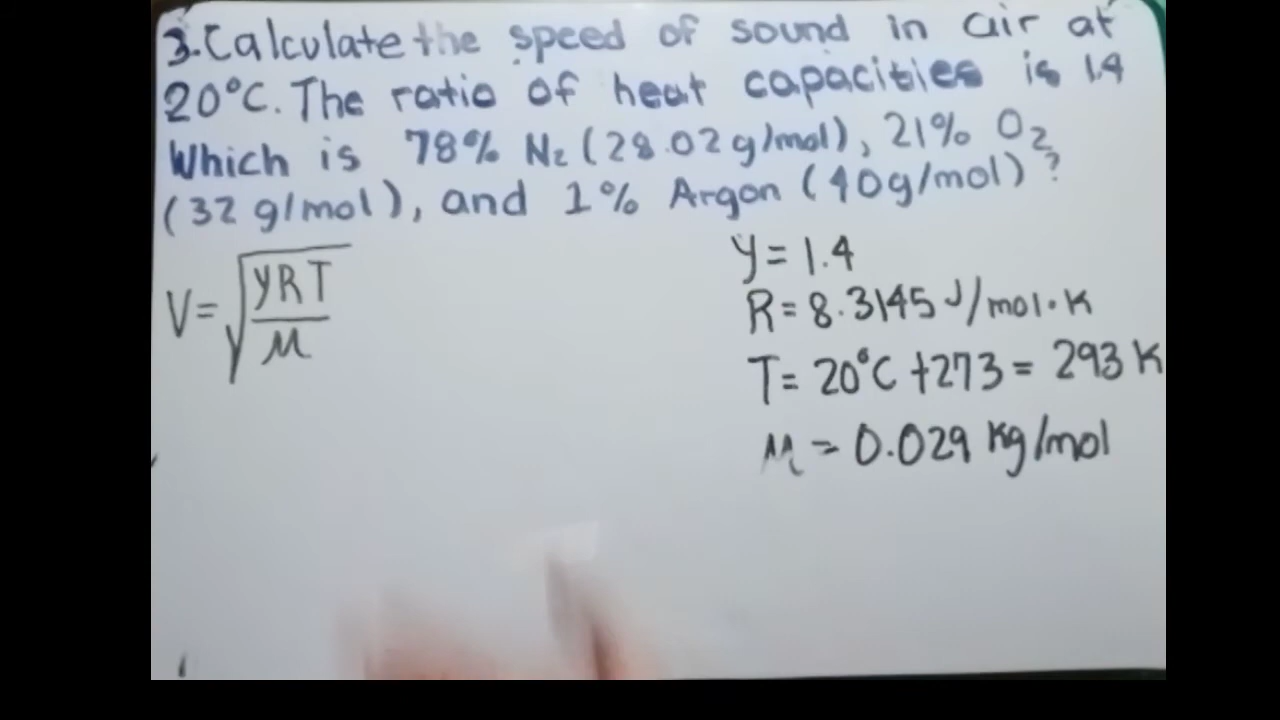 3. Calculate the speed of sound in air at
20°C. The ratio of heat capacities is 1.4
Which is 78% N2 (28.02g/mol), 21% O2
(32 g/mol), and 1% Argon (40g/mol)?
V = √γRT/M
γ = 1.4
R = 8.3145 J/mol·K
T = 20°C + 273 = 293 K
M = 0.029 kg/mol